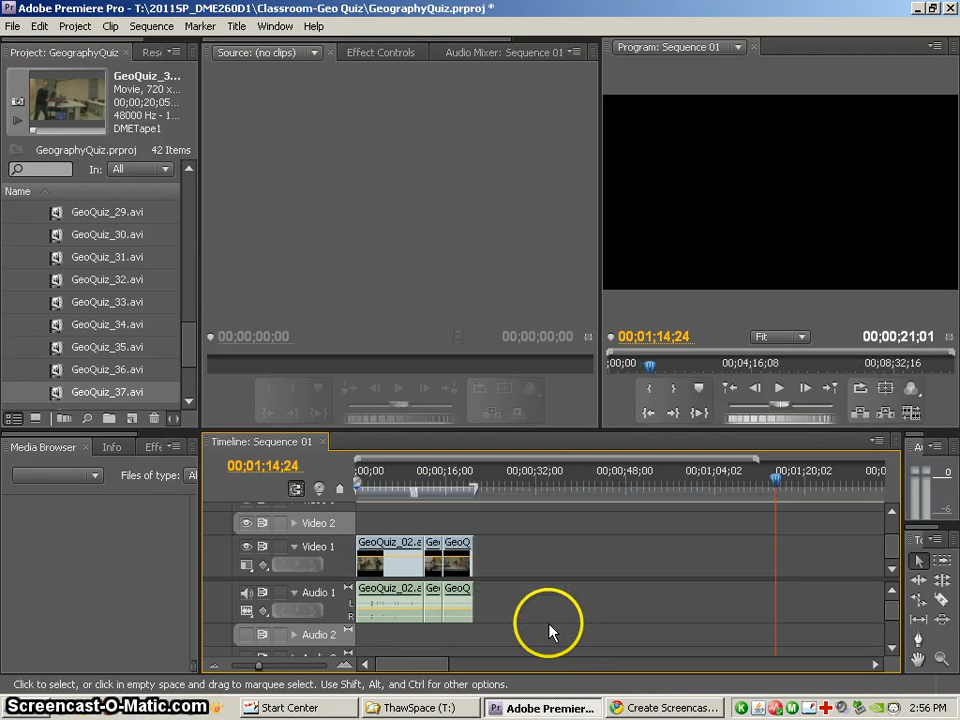 Adobe Premiere Pro - T:\2011SP_DME260D1\Classroom-Geo Quiz\GeographyQuiz.prproj *
File Edit Project Clip Sequence Marker Title Window Help
Project: GeographyQuiz Reso
Source: (no clips) Effect Controls Audio Mixer: Sequence 01
Program: Sequence 01
GeoQuiz_3...
Movie, 720 x...
00;00;20;05...
48000 Hz - 1...
DMETape1
GeographyQuiz.prproj 42 Items
In: All
Name
GeoQuiz_29.avi
GeoQuiz_30.avi
GeoQuiz_31.avi
GeoQuiz_32.avi
GeoQuiz_33.avi
GeoQuiz_34.avi
GeoQuiz_35.avi
GeoQuiz_36.avi
GeoQuiz_37.avi
00;00;00;00 00;00;00;00
00;01;14;24 Fit 00;00;21;01
;00;00 00;04;16;08 00;08;32;16
Media Browser Info Effe
Files of type: Al
Timeline: Sequence 01
00;01;14;24
;00;00 00;00;16;00 00;00;32;00 00;00;48;00 00;01;04;02 00;01;20;02 00;0
Video 2
Video 1
GeoQuiz_02.a Geo GeoQ
Audio 1
L
R
GeoQuiz_02.a Geo GeoQ
Audio 2
Au
0
-6
To
Click to select, or click in empty space and drag to marquee select. Use Shift, Alt, and Ctrl for other options.
Screencast-O-Matic.com
Start Center
ThawSpace (T:)
Adobe Premier...
Create Screencas...
2:56 PM